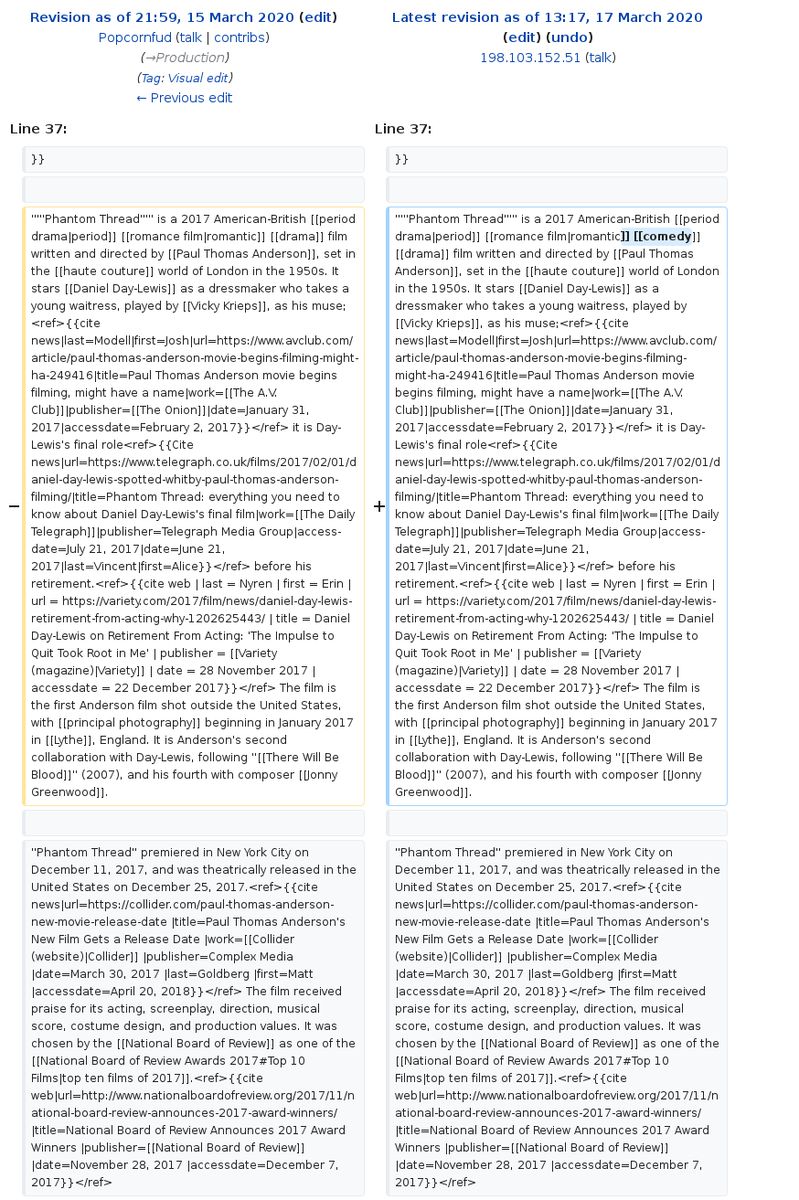 Revision as of 21:59, 15 March 2020 (edit)
Popcornfud (talk | contribs)
(→Production)
(Tag: Visual edit)
← Previous edit
Latest revision as of 13:17, 17 March 2020
(edit) (undo)
198.103.152.51 (talk)
Line 37:
Line 37:
}}
}}
−
"""Phantom Thread""" is a 2017 American-British [[period
drama|period]] [[romance film|romantic]] [[drama]] film
written and directed by [[Paul Thomas Anderson]], set in
the [[haute couture]] world of London in the 1950s. It
stars [[Daniel Day-Lewis]] as a dressmaker who takes a
young waitress, played by [[Vicky Krieps]], as his muse;
<ref>{{cite
news|last=Modell|first=Josh|url=https://www.avclub.com/
article/paul-thomas-anderson-movie-begins-filming-might-
ha-249416|title=Paul Thomas Anderson movie begins
filming, might have a name|work=[[The A.V.
Club]]|publisher=[[The Onion]]|date=January 31,
2017|accessdate=February 2, 2017}}</ref> it is Day-
Lewis's final role<ref>{{Cite
news|url=https://www.telegraph.co.uk/films/2017/02/01/d
aniel-day-lewis-spotted-whitby-paul-thomas-anderson-
filming/|title=Phantom Thread: everything you need to
know about Daniel Day-Lewis's final film|work=[[The Daily
Telegraph]]|publisher=Telegraph Media Group|access-
date=July 21, 2017|date=June 21,
2017|last=Vincent|first=Alice}}</ref> before his
retirement.<ref>{{cite web | last = Nyren | first = Erin |
url = https://variety.com/2017/film/news/daniel-day-lewis-
retirement-from-acting-why-1202625443/ | title = Daniel
Day-Lewis on Retirement From Acting: 'The Impulse to
Quit Took Root in Me' | publisher = [[Variety
(magazine)|Variety]] | date = 28 November 2017 |
accessdate = 22 December 2017}}</ref> The film is
the first Anderson film shot outside the United States,
with [[principal photography]] beginning in January 2017
in [[Lythe]], England. It is Anderson's second
collaboration with Day-Lewis, following ''[[There Will Be
Blood]]'' (2007), and his fourth with composer [[Jonny
Greenwood]].
+
"""Phantom Thread""" is a 2017 American-British [[period
drama|period]] [[romance film|romantic]] [[comedy]]
[[drama]] film written and directed by [[Paul Thomas
Anderson]], set in the [[haute couture]] world of London
in the 1950s. It stars [[Daniel Day-Lewis]] as a
dressmaker who takes a young waitress, played by
[[Vicky Krieps]], as his muse;<ref>{{cite
news|last=Modell|first=Josh|url=https://www.avclub.com/
article/paul-thomas-anderson-movie-begins-filming-
might-ha-249416|title=Paul Thomas Anderson movie
begins filming, might have a name|work=[[The A.V.
Club]]|publisher=[[The Onion]]|date=January 31,
2017|accessdate=February 2, 2017}}</ref> it is Day-
Lewis's final role<ref>{{Cite
news|url=https://www.telegraph.co.uk/films/2017/02/01/d
aniel-day-lewis-spotted-whitby-paul-thomas-anderson-
filming/|title=Phantom Thread: everything you need to
know about Daniel Day-Lewis's final film|work=[[The Daily
Telegraph]]|publisher=Telegraph Media Group|access-
date=July 21, 2017|date=June 21,
2017|last=Vincent|first=Alice}}</ref> before his
retirement.<ref>{{cite web | last = Nyren | first = Erin |
url = https://variety.com/2017/film/news/daniel-day-lewis-
retirement-from-acting-why-1202625443/ | title = Daniel
Day-Lewis on Retirement From Acting: 'The Impulse to
Quit Took Root in Me' | publisher = [[Variety
(magazine)|Variety]] | date = 28 November 2017 |
accessdate = 22 December 2017}}</ref> The film is
the first Anderson film shot outside the United States,
with [[principal photography]] beginning in January 2017
in [[Lythe]], England. It is Anderson's second
collaboration with Day-Lewis, following ''[[There Will Be
Blood]]'' (2007), and his fourth with composer [[Jonny
Greenwood]].
''Phantom Thread'' premiered in New York City on
December 11, 2017, and was theatrically released in the
United States on December 25, 2017.<ref>{{cite
news|url=https://collider.com/paul-thomas-anderson-
new-movie-release-date |title=Paul Thomas Anderson's
New Film Gets a Release Date |work=[[Collider
(website)|Collider]] |publisher=Complex Media
|date=March 30, 2017 |last=Goldberg |first=Matt
|accessdate=April 20, 2018}}</ref> The film received
praise for its acting, screenplay, direction, musical
score, costume design, and production values. It was
chosen by the [[National Board of Review]] as one of the
[[National Board of Review Awards 2017#Top 10
Films|top ten films of 2017]].<ref>{{cite
web|url=http://www.nationalboardofreview.org/2017/11/n
ational-board-review-announces-2017-award-winners/
|title=National Board of Review Announces 2017 Award
Winners |publisher=[[National Board of Review]]
|date=November 28, 2017 |accessdate=December 7,
2017}}</ref>
''Phantom Thread'' premiered in New York City on
December 11, 2017, and was theatrically released in the
United States on December 25, 2017.<ref>{{cite
news|url=https://collider.com/paul-thomas-anderson-
new-movie-release-date |title=Paul Thomas Anderson's
New Film Gets a Release Date |work=[[Collider
(website)|Collider]] |publisher=Complex Media
|date=March 30, 2017 |last=Goldberg |first=Matt
|accessdate=April 20, 2018}}</ref> The film received
praise for its acting, screenplay, direction, musical
score, costume design, and production values. It was
chosen by the [[National Board of Review]] as one of the
[[National Board of Review Awards 2017#Top 10
Films|top ten films of 2017]].<ref>{{cite
web|url=http://www.nationalboardofreview.org/2017/11/n
ational-board-review-announces-2017-award-winners/
|title=National Board of Review Announces 2017 Award
Winners |publisher=[[National Board of Review]]
|date=November 28, 2017 |accessdate=December 7,
2017}}</ref>